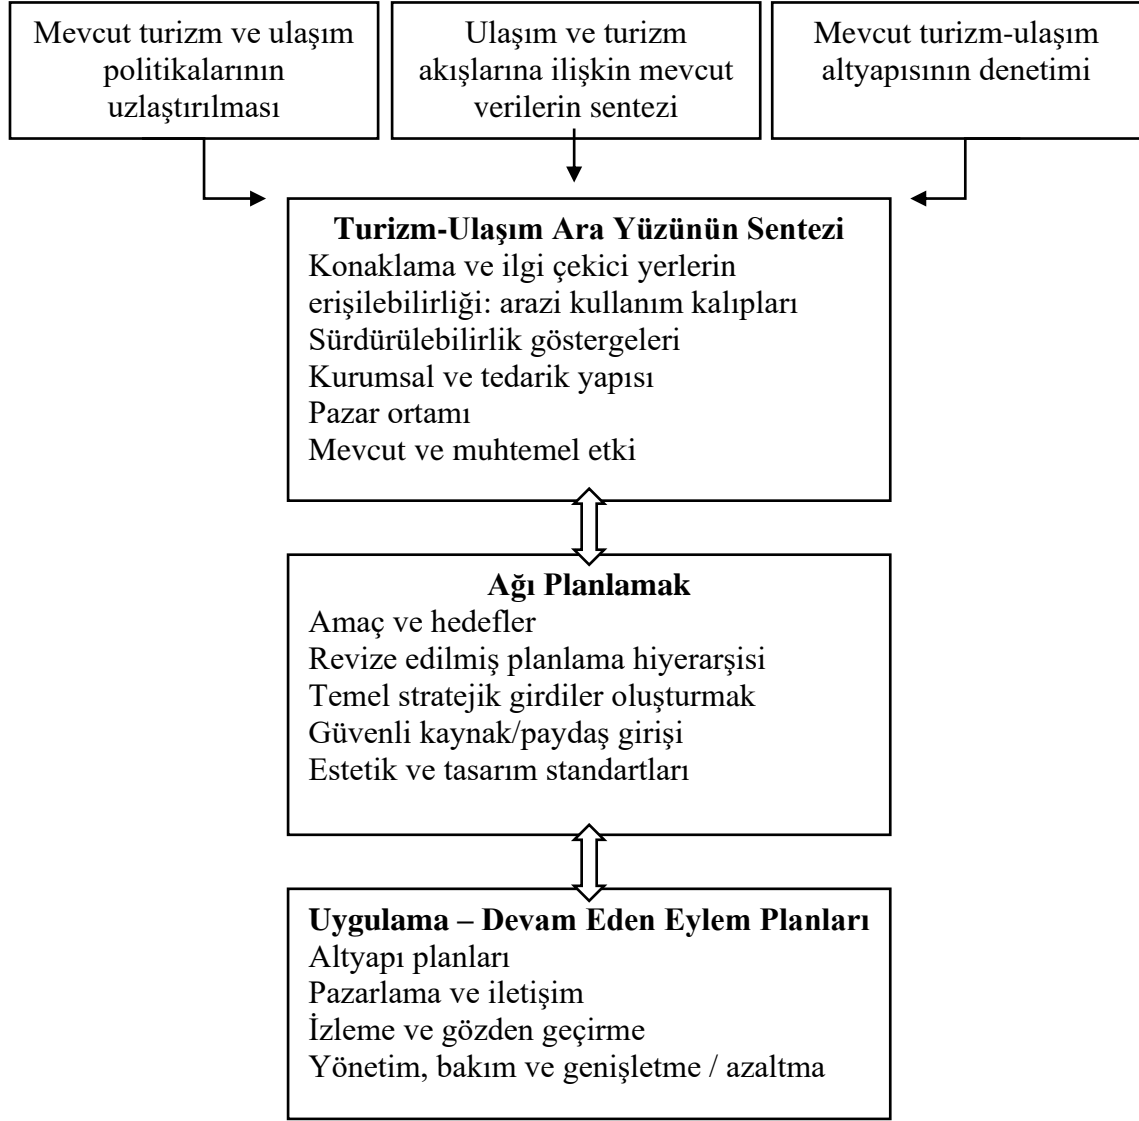 Mevcut turizm ve ulaşım
politikalarının
uzlaştırılması
Ulaşım ve turizm
akışlarına ilişkin mevcut
verilerin sentezi
Mevcut turizm-ulaşım
altyapısının denetimi
Turizm-Ulaşım Ara Yüzünün Sentezi
Konaklama ve ilgi çekici yerlerin
erişilebilirliği: arazi kullanım kalıpları
Sürdürülebilirlik göstergeleri
Kurumsal ve tedarik yapısı
Pazar ortamı
Mevcut ve muhtemel etki
Ağı Planlamak
Amaç ve hedefler
Revize edilmiş planlama hiyerarşisi
Temel stratejik girdiler oluşturmak
Güvenli kaynak/paydaş girişi
Estetik ve tasarım standartları
Uygulama – Devam Eden Eylem Planları
Altyapı planları
Pazarlama ve iletişim
İzleme ve gözden geçirme
Yönetim, bakım ve genişletme / azaltma